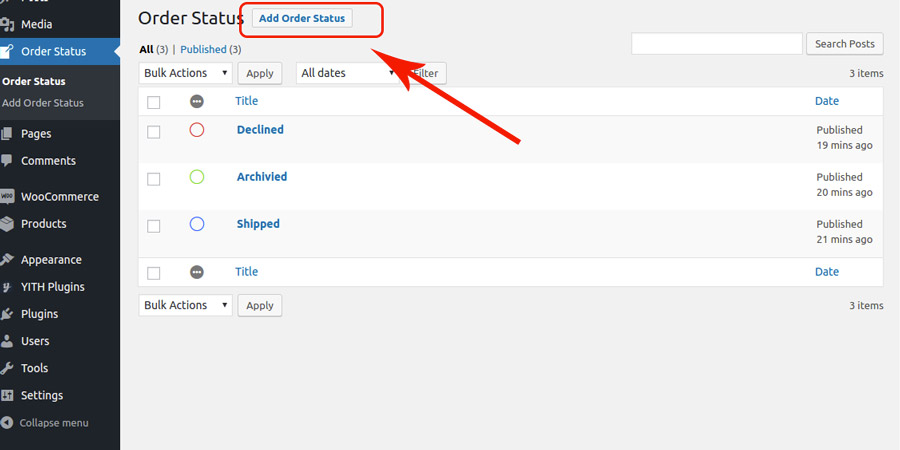 Posts
Media
Order Status
Order Status
Add Order Status
Pages
Comments
WOO WooCommerce
Products
Appearance
YITH Plugins
Plugins
Users
Tools
Settings
Collapse menu
Order Status Add Order Status
All (3) | Published (3)
Search Posts
Bulk Actions Apply All dates Filter 3 items
Title Date
Declined Published
19 mins ago
Archivied Published
20 mins ago
Shipped Published
21 mins ago
Title Date
Bulk Actions Apply 3 items